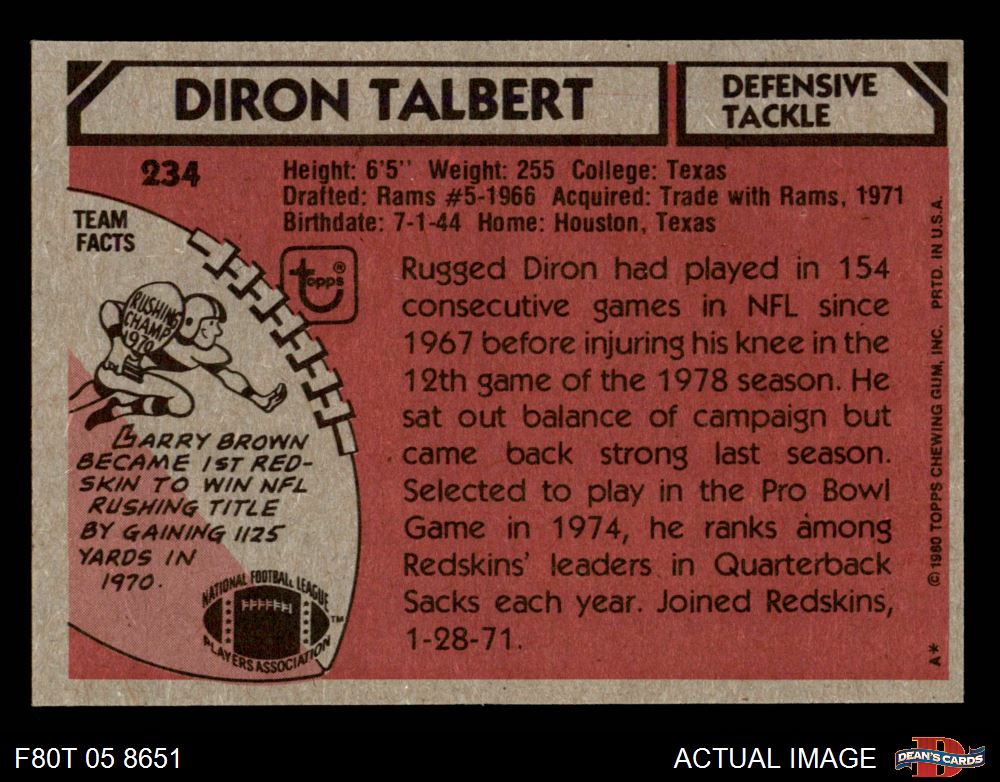 DIRON TALBERT
DEFENSIVE
TACKLE
234
Height: 6'5'' Weight: 255 College: Texas
Drafted: Rams #5-1966 Acquired: Trade with Rams, 1971
Birthdate: 7-1-44 Home: Houston, Texas
TEAM
FACTS
topps®
RUSHING
CHAMP
1970
BARRY BROWN
BECAME 1ST RED-
SKIN TO WIN NFL
RUSHING TITLE
BY GAINING 1125
YARDS IN
1970.
NATIONAL FOOTBALL LEAGUE
PLAYERS ASSOCIATION
TM
Rugged Diron had played in 154
consecutive games in NFL since
1967 before injuring his knee in the
12th game of the 1978 season. He
sat out balance of campaign but
came back strong last season.
Selected to play in the Pro Bowl
Game in 1974, he ranks among
Redskins' leaders in Quarterback
Sacks each year. Joined Redskins,
1-28-71.
© 1980 TOPPS CHEWING GUM, INC. PRTD. IN U.S.A.
A*
F80T 05 8651
ACTUAL IMAGE
D
DEAN'S CARDS